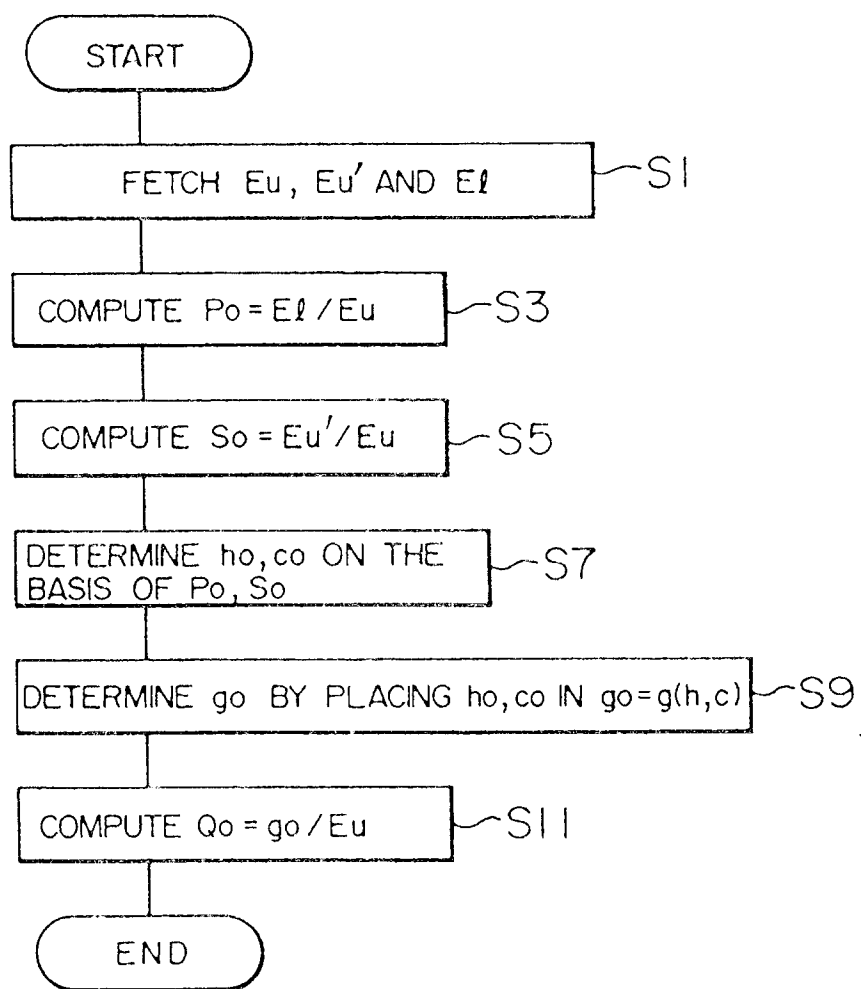 START
FETCH Eu, Eu' AND Eℓ
S1
COMPUTE Po = Eℓ / Eu
S3
COMPUTE So = Eu'/Eu
S5
DETERMINE ho, co ON THE
BASIS OF Po, So
S7
DETERMINE go BY PLACING ho, co IN go = g(h,c)
S9
COMPUTE Qo = go / Eu
S11
END